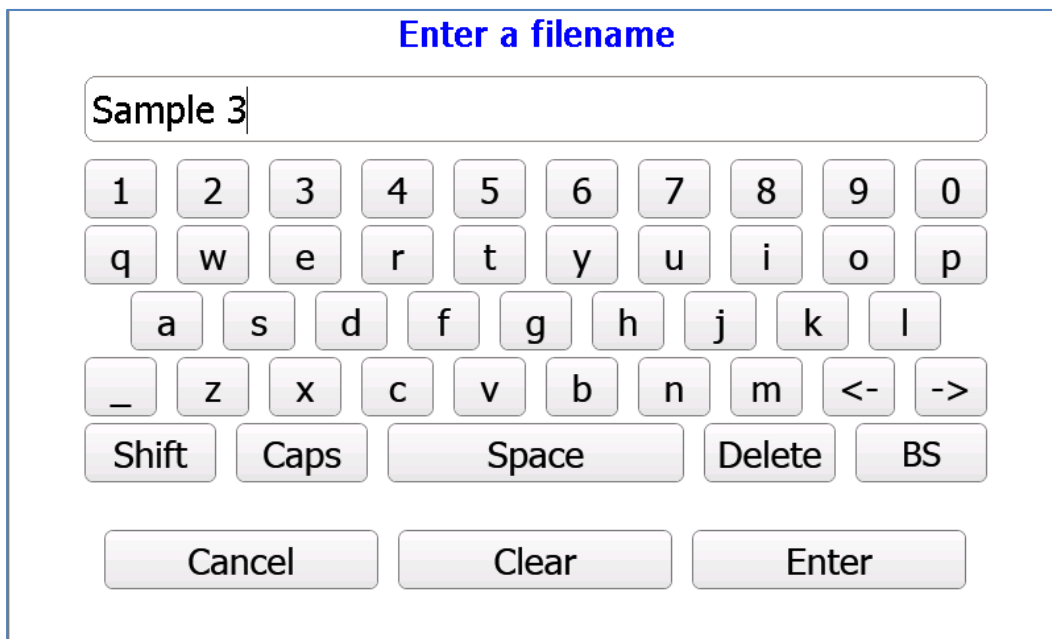 Enter a filename
Sample 3
1 2 3 4 5 6 7 8 9 0
q w e r t y u i o p
a s d f g h j k l
_ z x c v b n m <- ->
Shift Caps Space Delete BS
Cancel Clear Enter